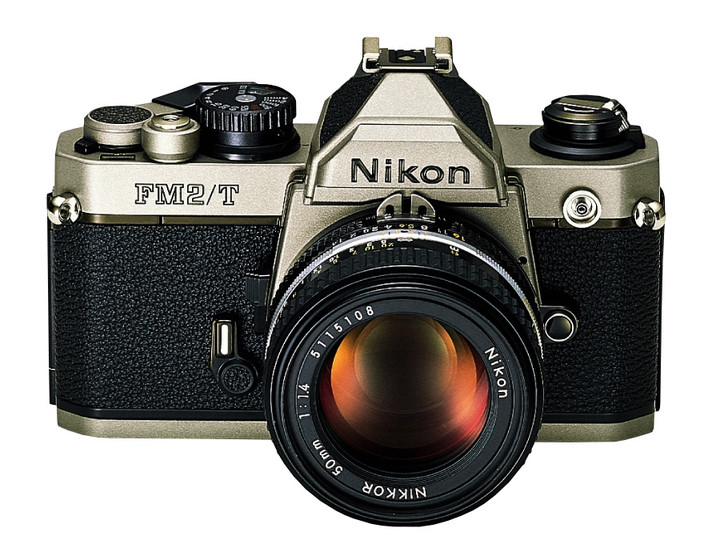 Nikon
FM2/T
Nikon
NIKKOR
50mm
1:1.4
5115108